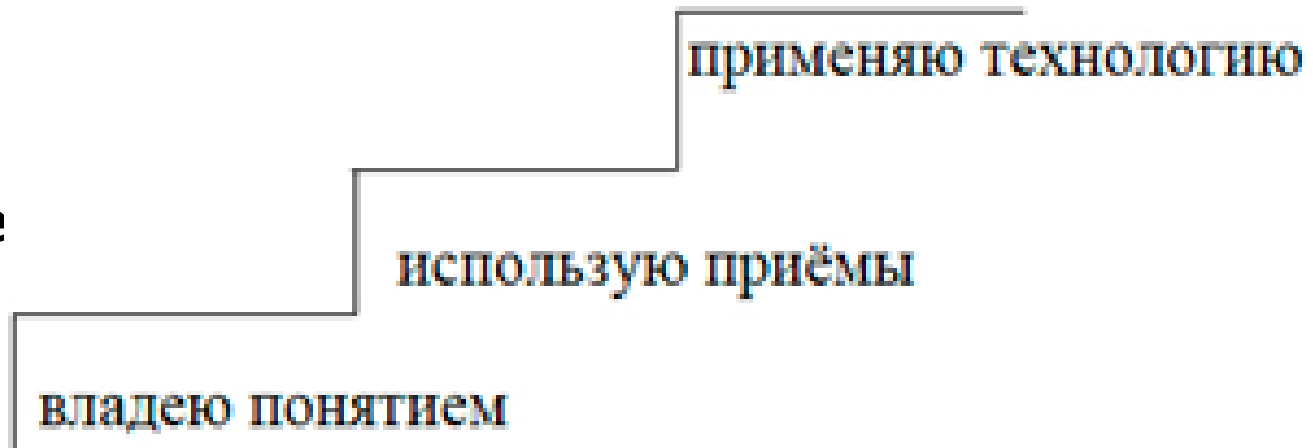 применяю технологию
использую приёмы
владею понятием